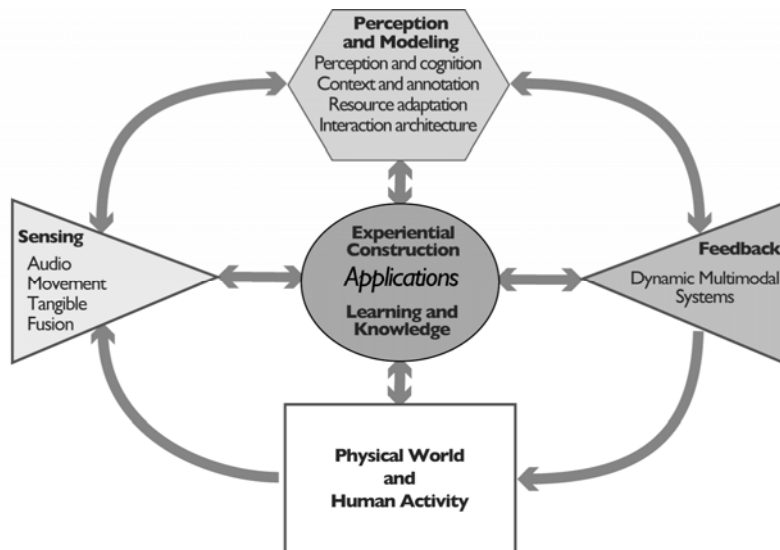 Perception
and Modeling
Perception and cognition
Context and annotation
Resource adaptation
Interaction architecture
Sensing
Audio
Movement
Tangible
Fusion
Experiential
Construction
Applications
Learning and
Knowledge
Feedback
Dynamic Multimodal
Systems
Physical World
and
Human Activity